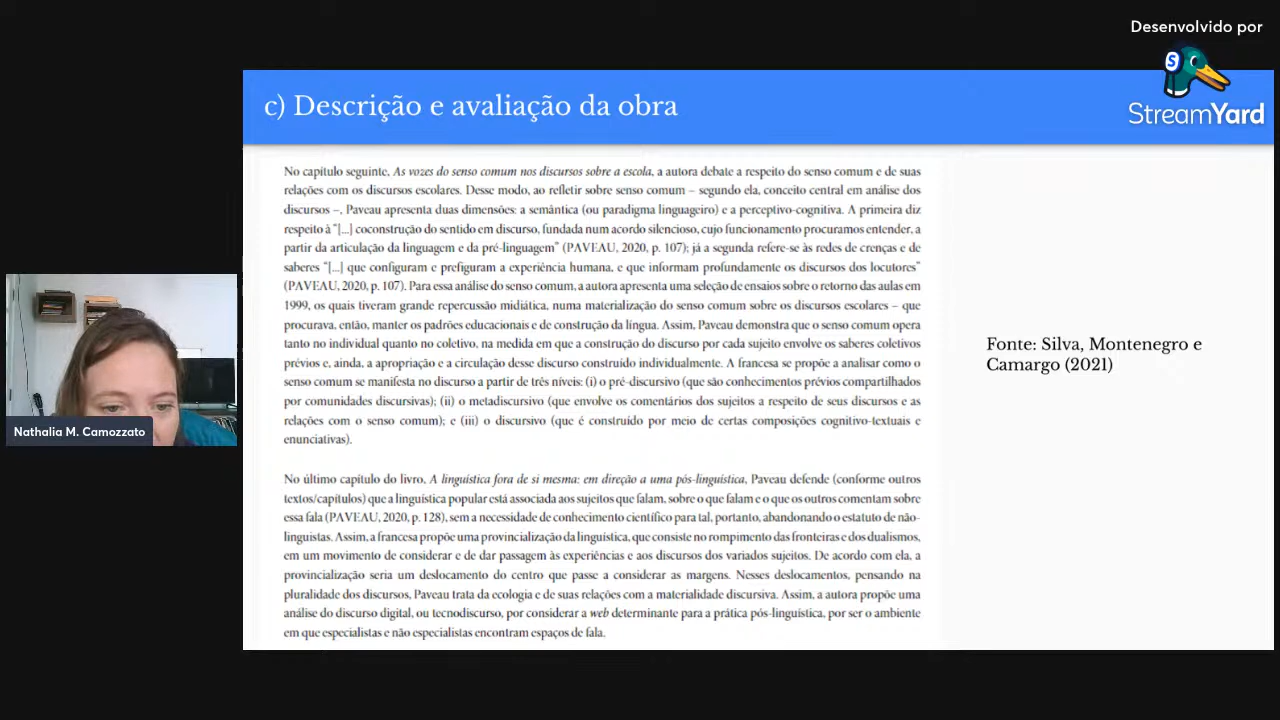 Desenvolvido por
StreamYard
c) Descrição e avaliação da obra
No capítulo seguinte, As vozes do senso comum nos discursos sobre a escola, a autora debate a respeito do senso comum e de suas
relações com os discursos escolares. Desse modo, ao refletir sobre senso comum – segundo ela, conceito central em análise dos
discursos –, Paveau apresenta duas dimensões: a semântica (ou paradigma linguageiro) e a perceptivo-cognitiva. A primeira diz
respeito à “[...] coconstrução do sentido em discurso, fundada num acordo silencioso, cujo funcionamento procuramos entender, a
partir da articulação da linguagem e da pré-linguagem” (PAVEAU, 2020, p. 107); já a segunda refere-se às redes de crenças e de
saberes “[...] que configuram e prefiguram a experiência humana, e que informam profundamente os discursos dos locutores”
(PAVEAU, 2020, p. 107). Para essa análise do senso comum, a autora apresenta uma seleção de ensaios sobre o retorno das aulas em
1999, os quais tiveram grande repercussão midiática, numa materialização do senso comum sobre os discursos escolares – que
procurava, então, manter os padrões educacionais e de construção da língua. Assim, Paveau demonstra que o senso comum opera
tanto no individual quanto no coletivo, na medida em que a construção do discurso por cada sujeito envolve os saberes coletivos
prévios e, ainda, a apropriação e a circulação desse discurso construído individualmente. A francesa se propõe a analisar como o
senso comum se manifesta no discurso a partir de três níveis: (i) o pré-discursivo (que são conhecimentos prévios compartilhados
por comunidades discursivas); (ii) o metadiscursivo (que envolve os comentários dos sujeitos a respeito de seus discursos e as
relações com o senso comum); e (iii) o discursivo (que é construído por meio de certas composições cognitivo-textuais e
enunciativas).
Fonte: Silva, Montenegro e
Camargo (2021)
Nathalia M. Camozzato
No último capítulo do livro, A linguística fora de si mesma: em direção a uma pós-linguística, Paveau defende (conforme outros
textos/capítulos) que a linguística popular está associada aos sujeitos que falam, sobre o que falam e o que os outros comentam sobre
essa fala (PAVEAU, 2020, p. 128), sem a necessidade de conhecimento científico para tal, portanto, abandonando o estatuto de não-
linguistas. Assim, a francesa propõe uma provincialização da linguística, que consiste no rompimento das fronteiras e dos dualismos,
em um movimento de considerar e de dar passagem às experiências e aos discursos dos variados sujeitos. De acordo com ela, a
provincialização seria um deslocamento do centro que passe a considerar as margens. Nesses deslocamentos, pensando na
pluralidade dos discursos, Paveau trata da ecologia e de suas relações com a materialidade discursiva. Assim, a autora propõe uma
análise do discurso digital, ou tecnodiscurso, por considerar a web determinante para a prática pós-linguística, por ser o ambiente
em que especialistas e não especialistas encontram espaços de fala.